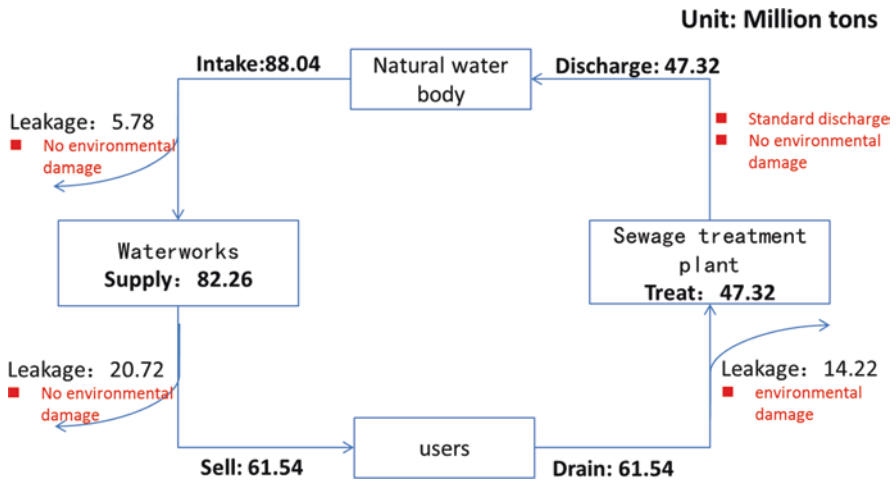 Unit: Million tons
Intake:88.04
Natural water
body
Discharge: 47.32
Leakage： 5.78
■ No environmental
damage
■ Standard discharge
■ No environmental
damage
Waterworks
Supply： 82.26
Sewage treatment
plant
Treat： 47.32
Leakage： 20.72
■ No environmental
damage
Leakage： 14.22
■ environmental
damage
users
Sell: 61.54
Drain: 61.54